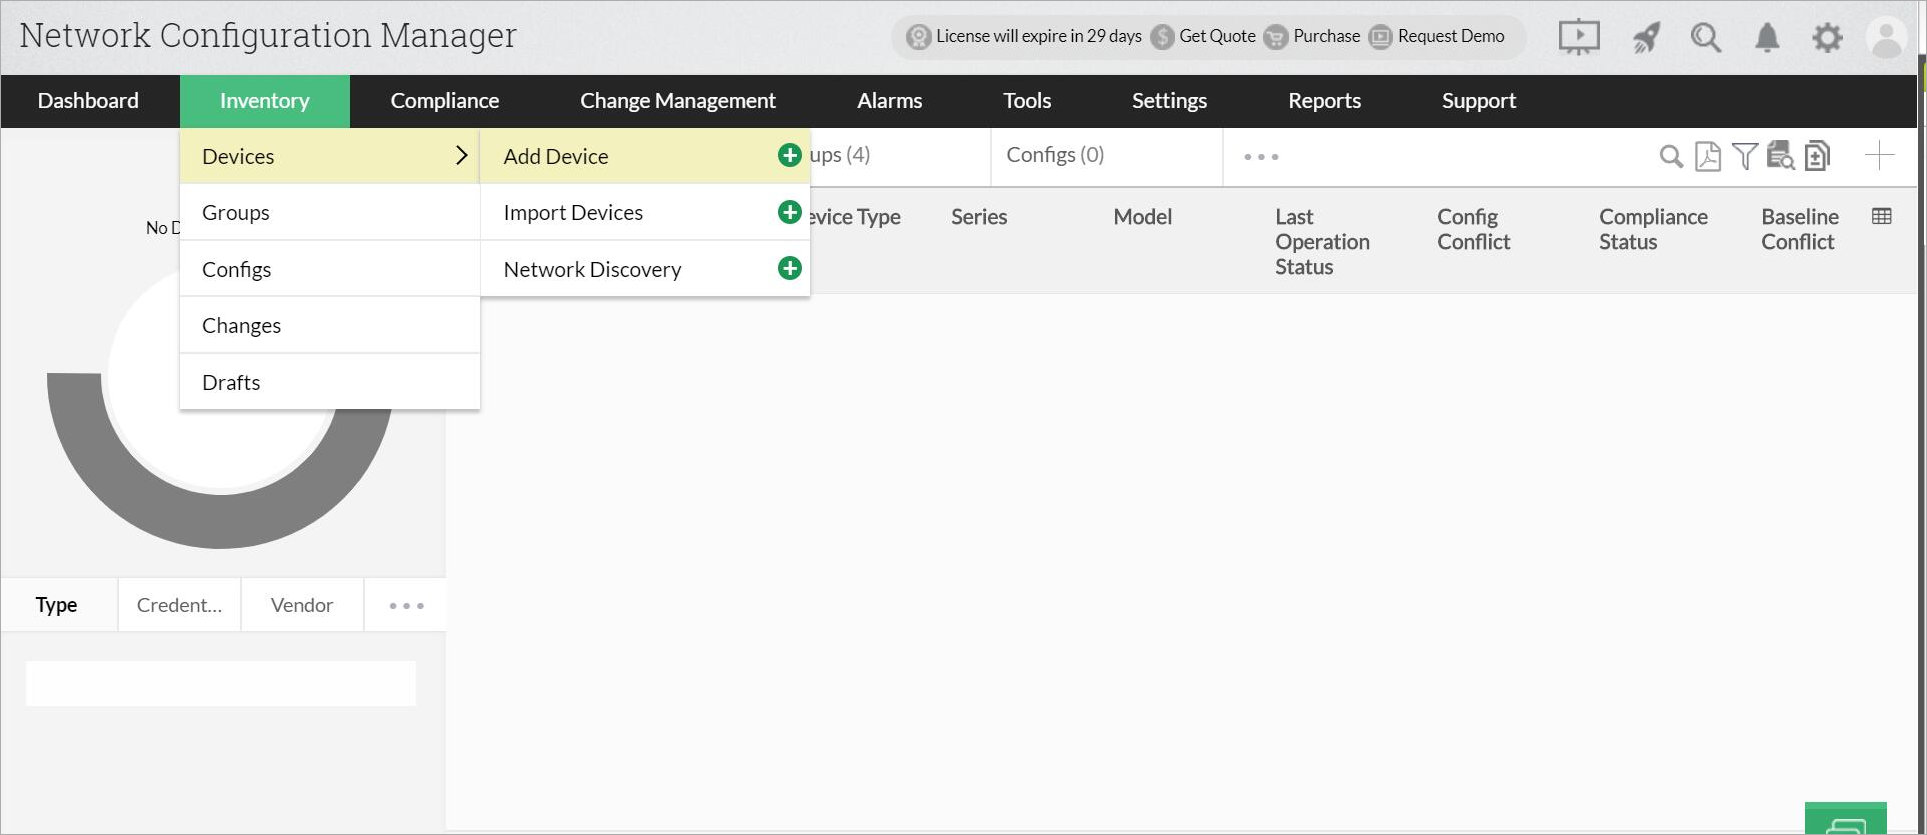 Network Configuration Manager
License will expire in 29 days Get Quote Purchase Request Demo
Dashboard Inventory Compliance Change Management Alarms Tools Settings Reports Support
Devices Add Device ups (4) Configs (0)
Groups Import Devices
Configs Network Discovery
Changes
Drafts
evice Type Series Model Last Operation Status Config Conflict Compliance Status Baseline Conflict
No D
Type Credent... Vendor